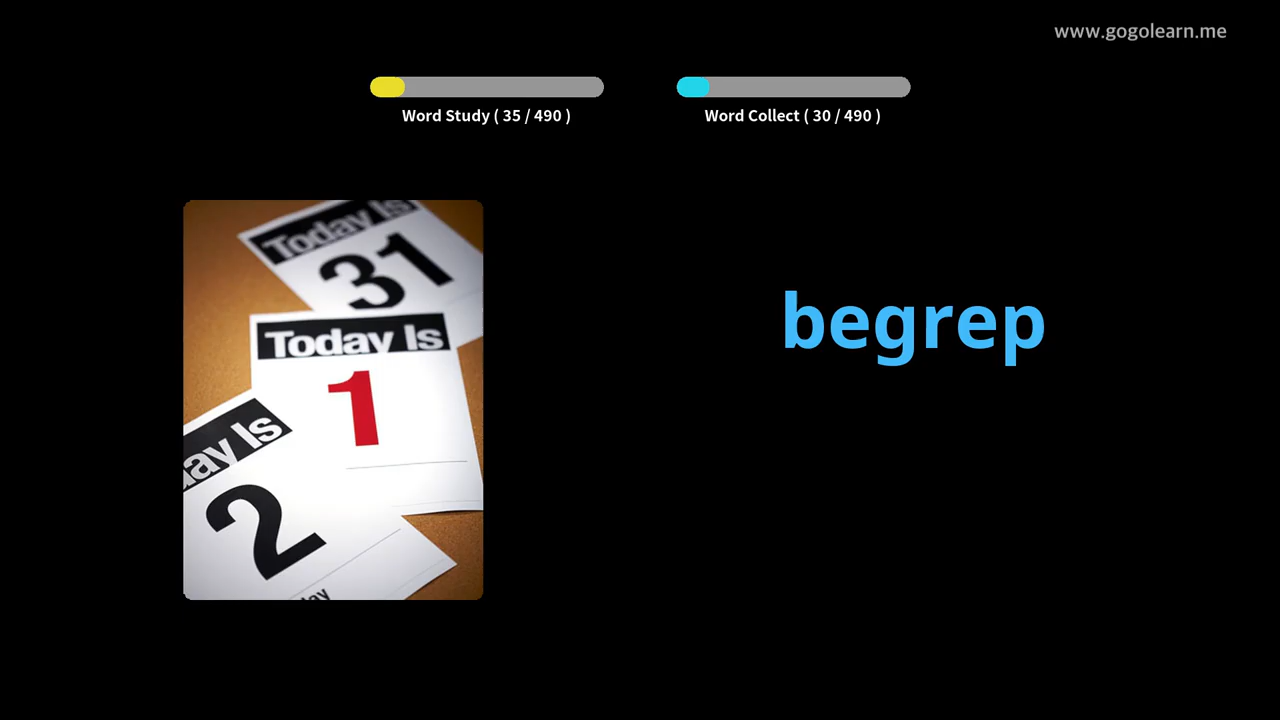 www.gogolearn.me
Word Study ( 35 / 490 )
Word Collect ( 30 / 490 )
Today Is
31
Today Is
1
ay Is
2
ay
begrep